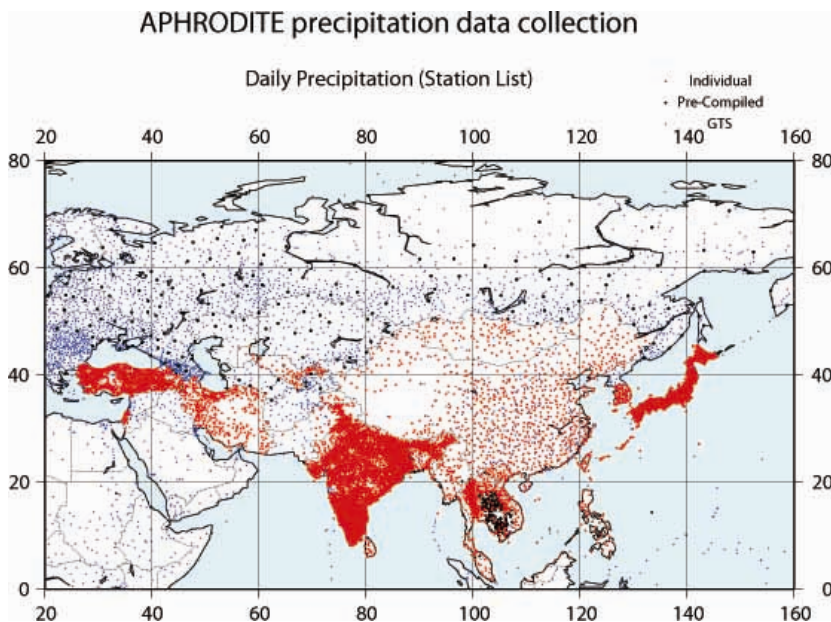 APHRODITE precipitation data collection
Daily Precipitation (Station List)
Individual
Pre-Compiled
GTS
20 40 60 80 100 120 140 160
80 80
60 60
40 40
20 20
0 0
20 40 60 80 100 120 140 160